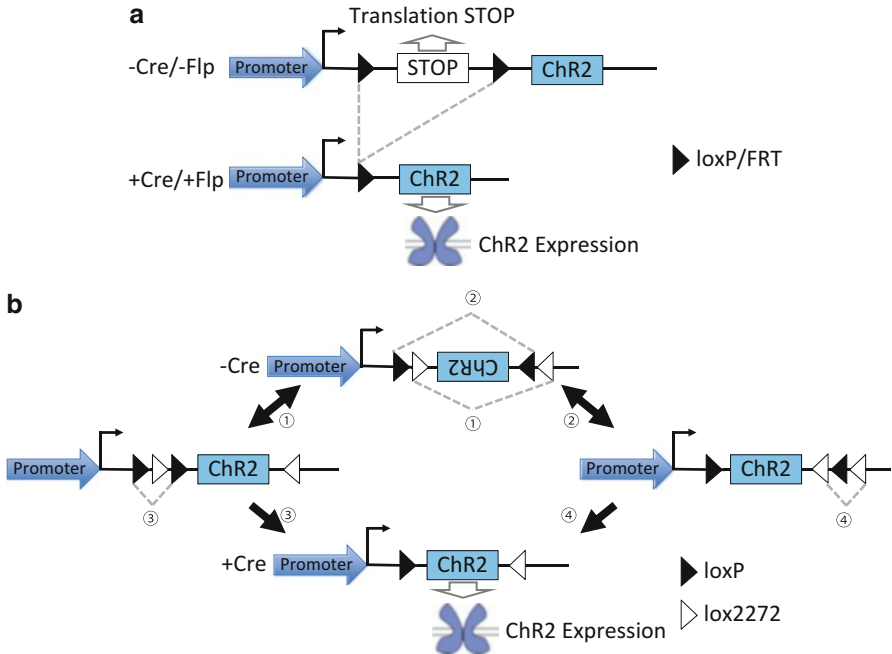 a
Translation STOP
-Cre/-Flp
Promoter
STOP
ChR2
+Cre/+Flp
Promoter
ChR2
loxP/FRT
ChR2 Expression
b
②
-Cre
Promoter
ChR2
①
①
②
Promoter
ChR2
③
Promoter
ChR2
④
③
④
+Cre
Promoter
ChR2
loxP
lox2272
ChR2 Expression